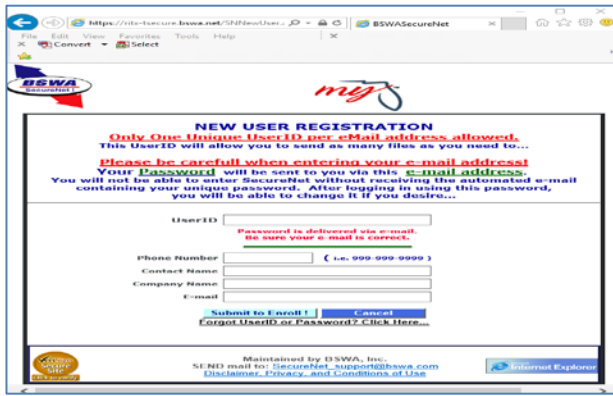 https://rits-tsecure.bswa.net/SNNewUser.
BSWASecureNet
File Edit View Favorites Tools Help
Convert Select
BSWA
SecureNet!
my
NEW USER REGISTRATION
Only One Unique UserID per eMail address allowed.
This UserID will allow you to send as many files as you need to...
Please be carefull when entering your e-mail address!
Your Password will be sent to you via this e-mail address.
You will not be able to enter SecureNet without receiving the automated e-mail
containing your unique password. After logging in using this password,
you will be able to change it if you desire...
UserID
Password is delivered via e-mail.
Be sure your e-mail is correct.
Phone Number ( i.e. 999-999-9999 )
Contact Name
Company Name
E-mail
Submit to Enroll ! Cancel
Forgot UserID or Password? Click Here...
Maintained by BSWA, Inc.
SEND mail to: SecureNet_support@bswa.com
Disclaimer, Privacy, and Conditions of Use
Secure
Site
Internet Explorer